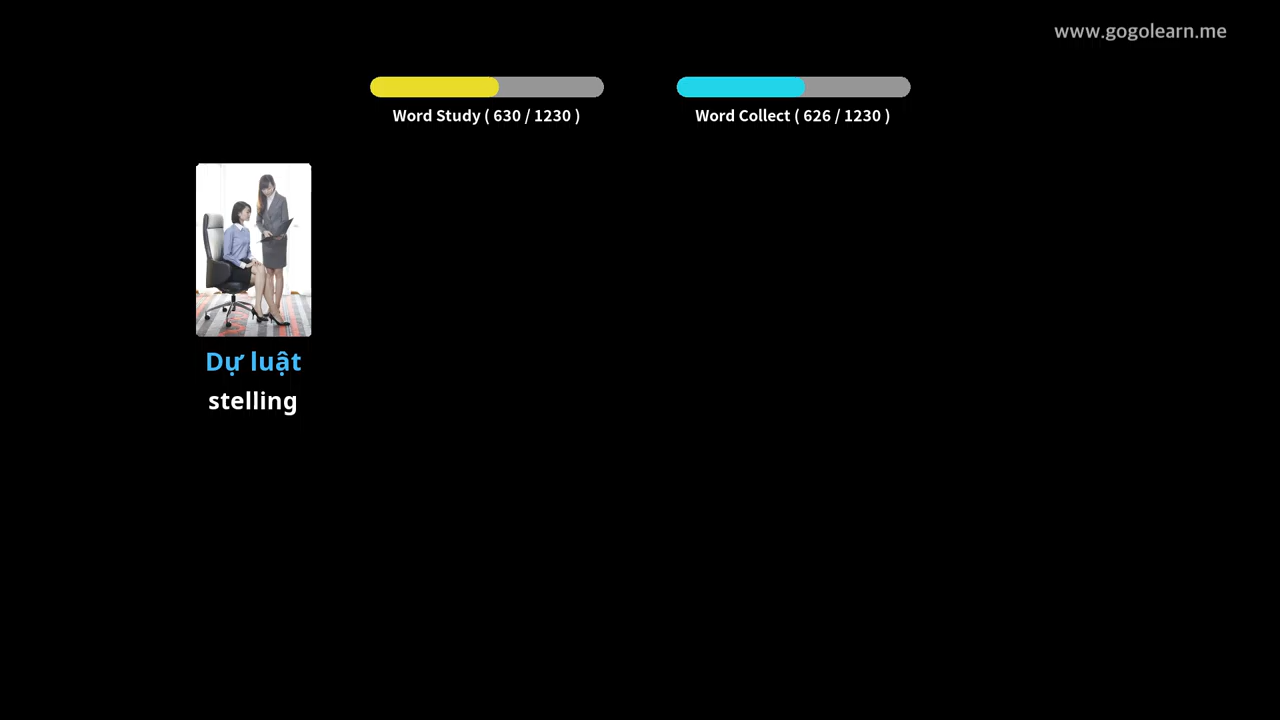 www.gogolearn.me
Word Study ( 630 / 1230 )
Word Collect ( 626 / 1230 )
Dự luật
stelling